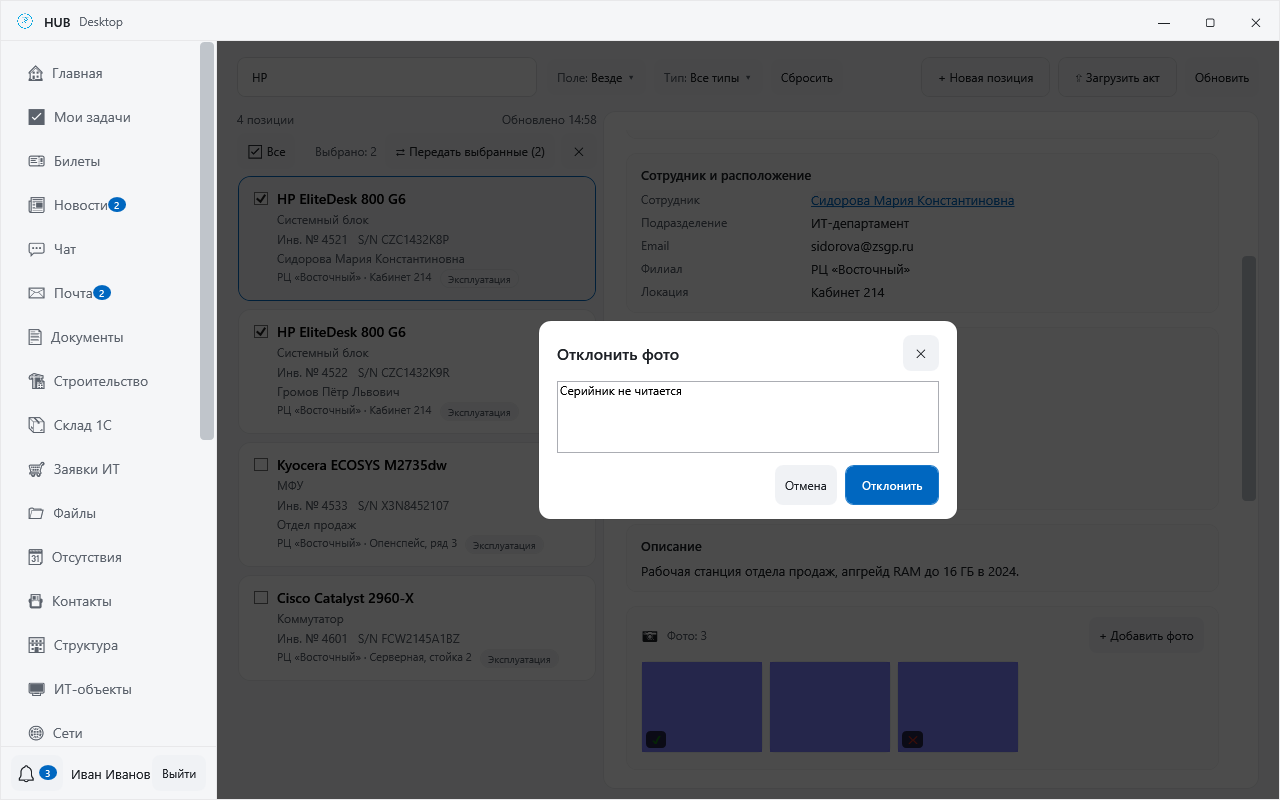 HUB Desktop
Главная
Мои задачи
Билеты
Новости 2
Чат
Почта 2
Документы
Строительство
Склад 1С
Заявки ИТ
Файлы
31 Отсутствия
Контакты
Структура
ИТ-объекты
Сети
3 Иван Иванов Выйти
HP
Поле: Везде
Тип: Все типы
Сбросить
+ Новая позиция
Загрузить акт
Обновить
4 позиции
Обновлено 14:58
Все
Выбрано: 2
⇄ Передать выбранные (2)
HP EliteDesk 800 G6
Системный блок
Инв. № 4521 S/N CZC1432K8P
Сидорова Мария Константиновна
РЦ «Восточный» · Кабинет 214 Эксплуатация
HP EliteDesk 800 G6
Системный блок
Инв. № 4522 S/N CZC1432K9R
Громов Пётр Львович
РЦ «Восточный» · Кабинет 214 Эксплуатация
Kyocera ECOSYS M2735dw
МФУ
Инв. № 4533 S/N X3N8452107
Отдел продаж
РЦ «Восточный» · Опенспейс, ряд 3 Эксплуатация
Cisco Catalyst 2960-X
Коммутатор
Инв. № 4601 S/N FCW2145A1BZ
РЦ «Восточный» · Серверная, стойка 2 Эксплуатация
Сотрудник и расположение
Сотрудник Сидорова Мария Константиновна
Подразделение ИТ-департамент
Email sidorova@zsgp.ru
Филиал РЦ «Восточный»
Локация Кабинет 214
Отклонить фото
Серийник не читается
Отмена
Отклонить
Описание
Рабочая станция отдела продаж, апгрейд RAM до 16 ГБ в 2024.
Фото: 3
+ Добавить фото